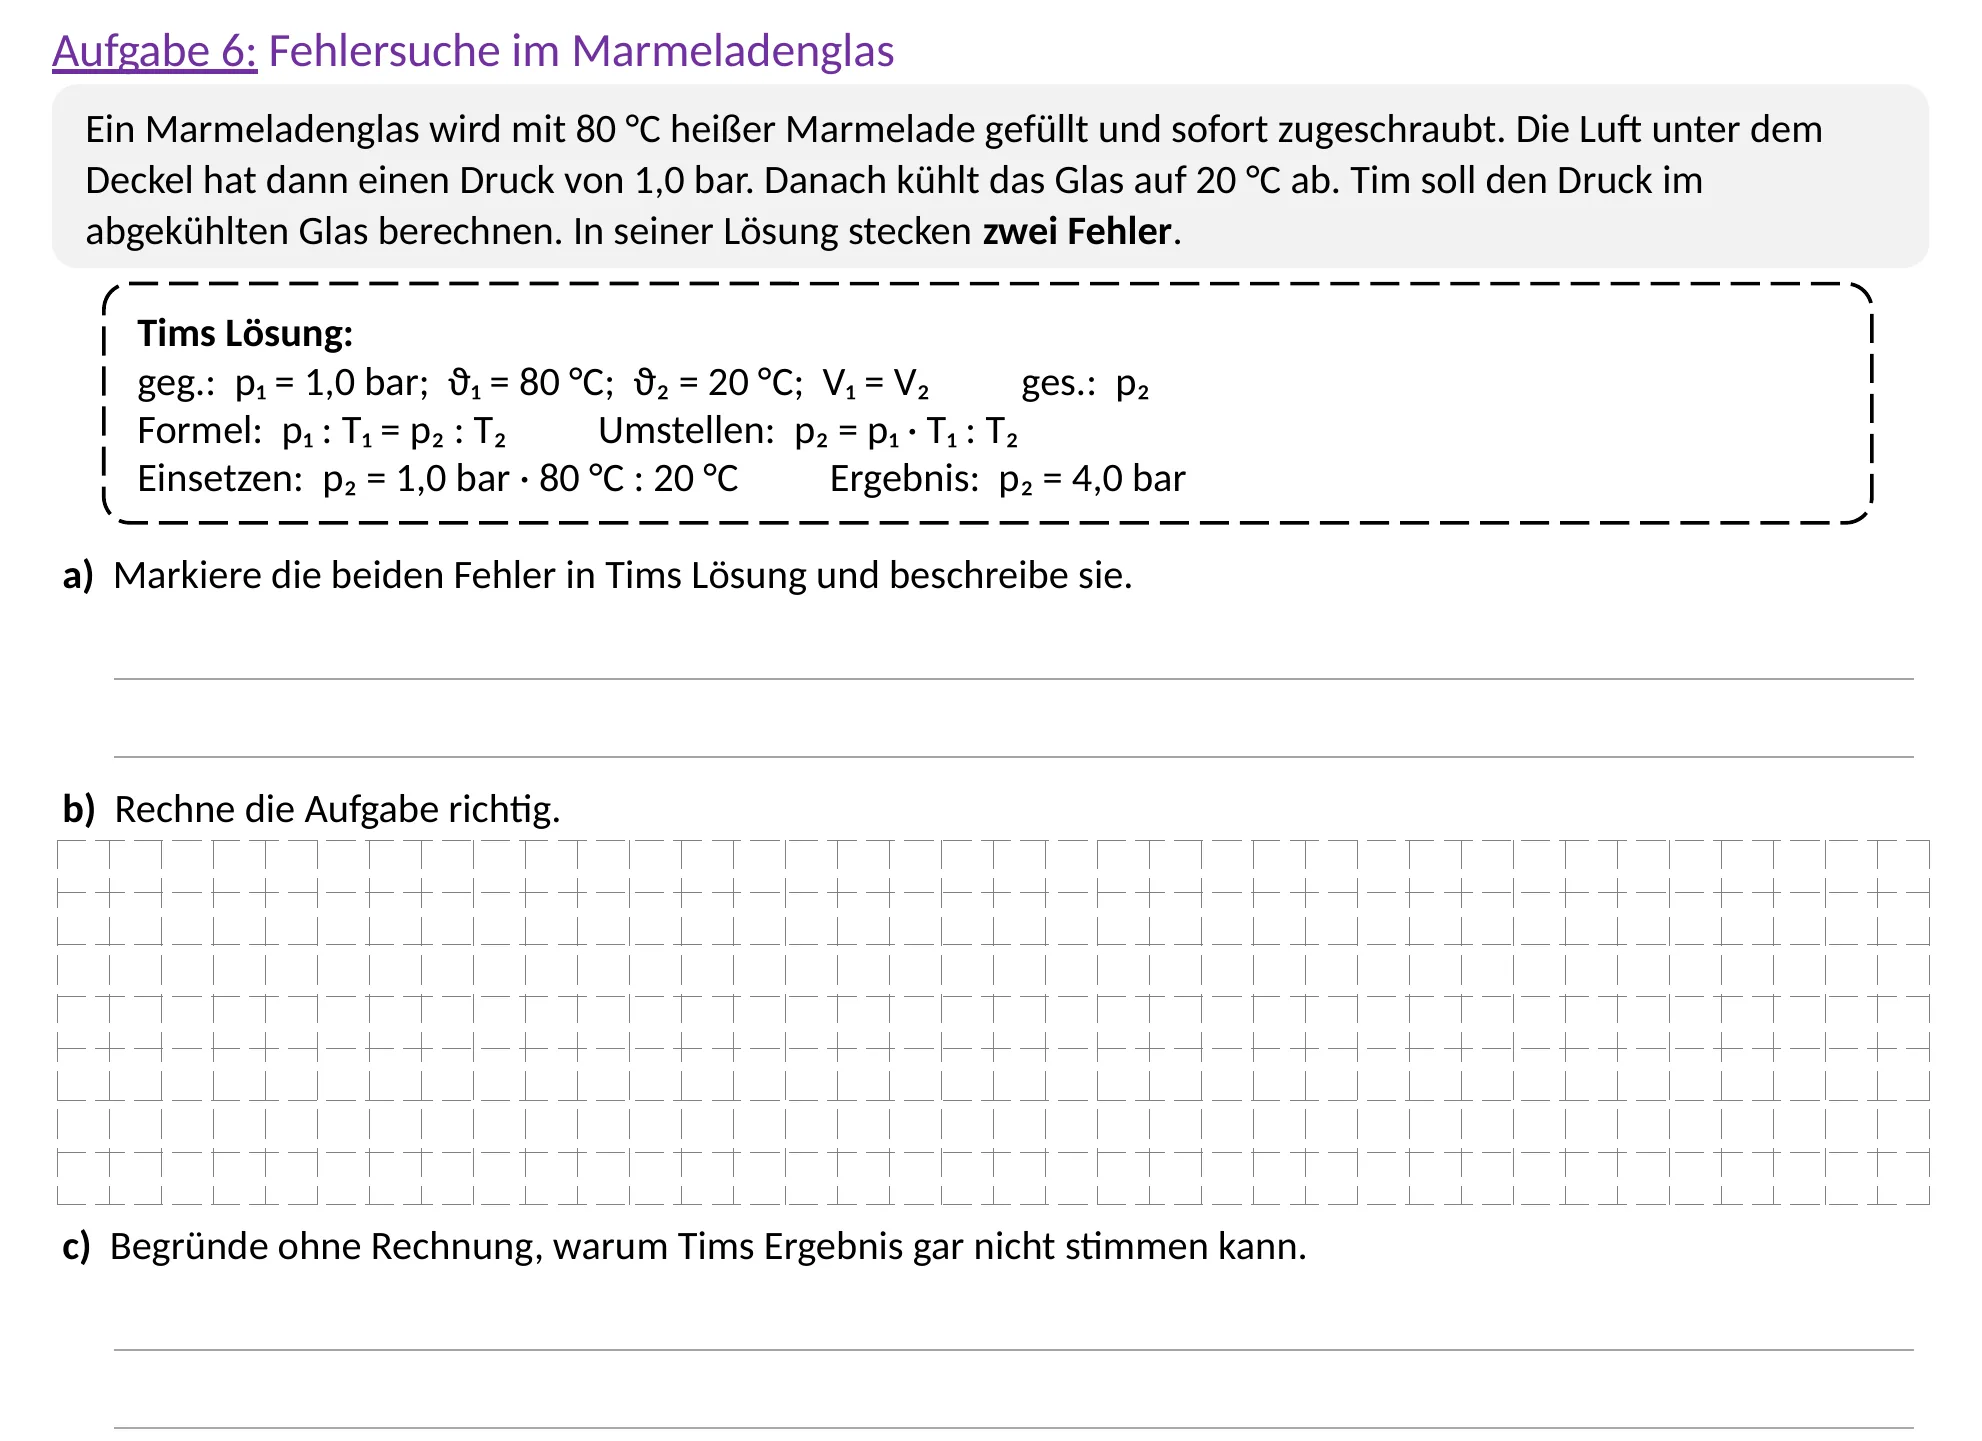 Aufgabe 6: Fehlersuche im Marmeladenglas
Ein Marmeladenglas wird mit 80 °C heißer Marmelade gefüllt und sofort zugeschraubt. Die Luft unter dem
Deckel hat dann einen Druck von 1,0 bar. Danach kühlt das Glas auf 20 °C ab. Tim soll den Druck im
abgekühlten Glas berechnen. In seiner Lösung stecken zwei Fehler.
Tims Lösung:
geg.: p₁ = 1,0 bar; ϑ₁ = 80 °C; ϑ₂ = 20 °C; V₁ = V₂ ges.: p₂
Formel: p₁ : T₁ = p₂ : T₂ Umstellen: p₂ = p₁ · T₁ : T₂
Einsetzen: p₂ = 1,0 bar · 80 °C : 20 °C Ergebnis: p₂ = 4,0 bar
a) Markiere die beiden Fehler in Tims Lösung und beschreibe sie.
b) Rechne die Aufgabe richtig.
c) Begründe ohne Rechnung, warum Tims Ergebnis gar nicht stimmen kann.